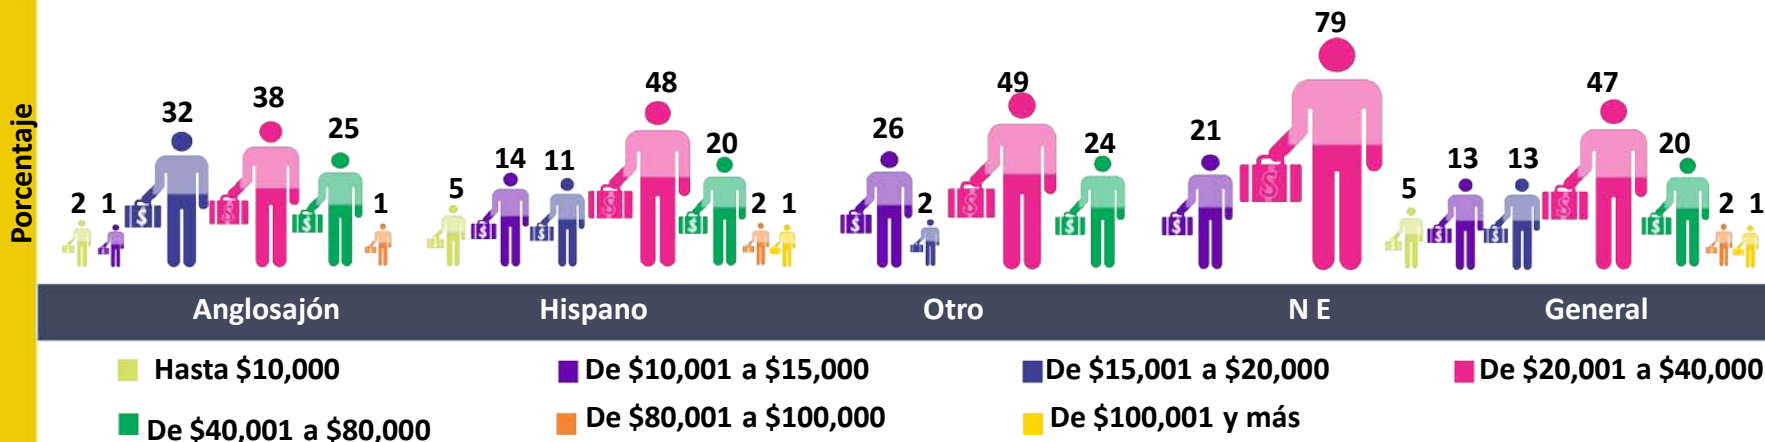 Porcentaje
2 1 32 38 25 1
5 14 11 48 20 2 1
26 2 49 24
21 79
5 13 13 47 20 2 1
Anglosajón Hispano Otro N E General
Hasta $10,000 De $10,001 a $15,000 De $15,001 a $20,000 De $20,001 a $40,000
De $40,001 a $80,000 De $80,001 a $100,000 De $100,001 y más